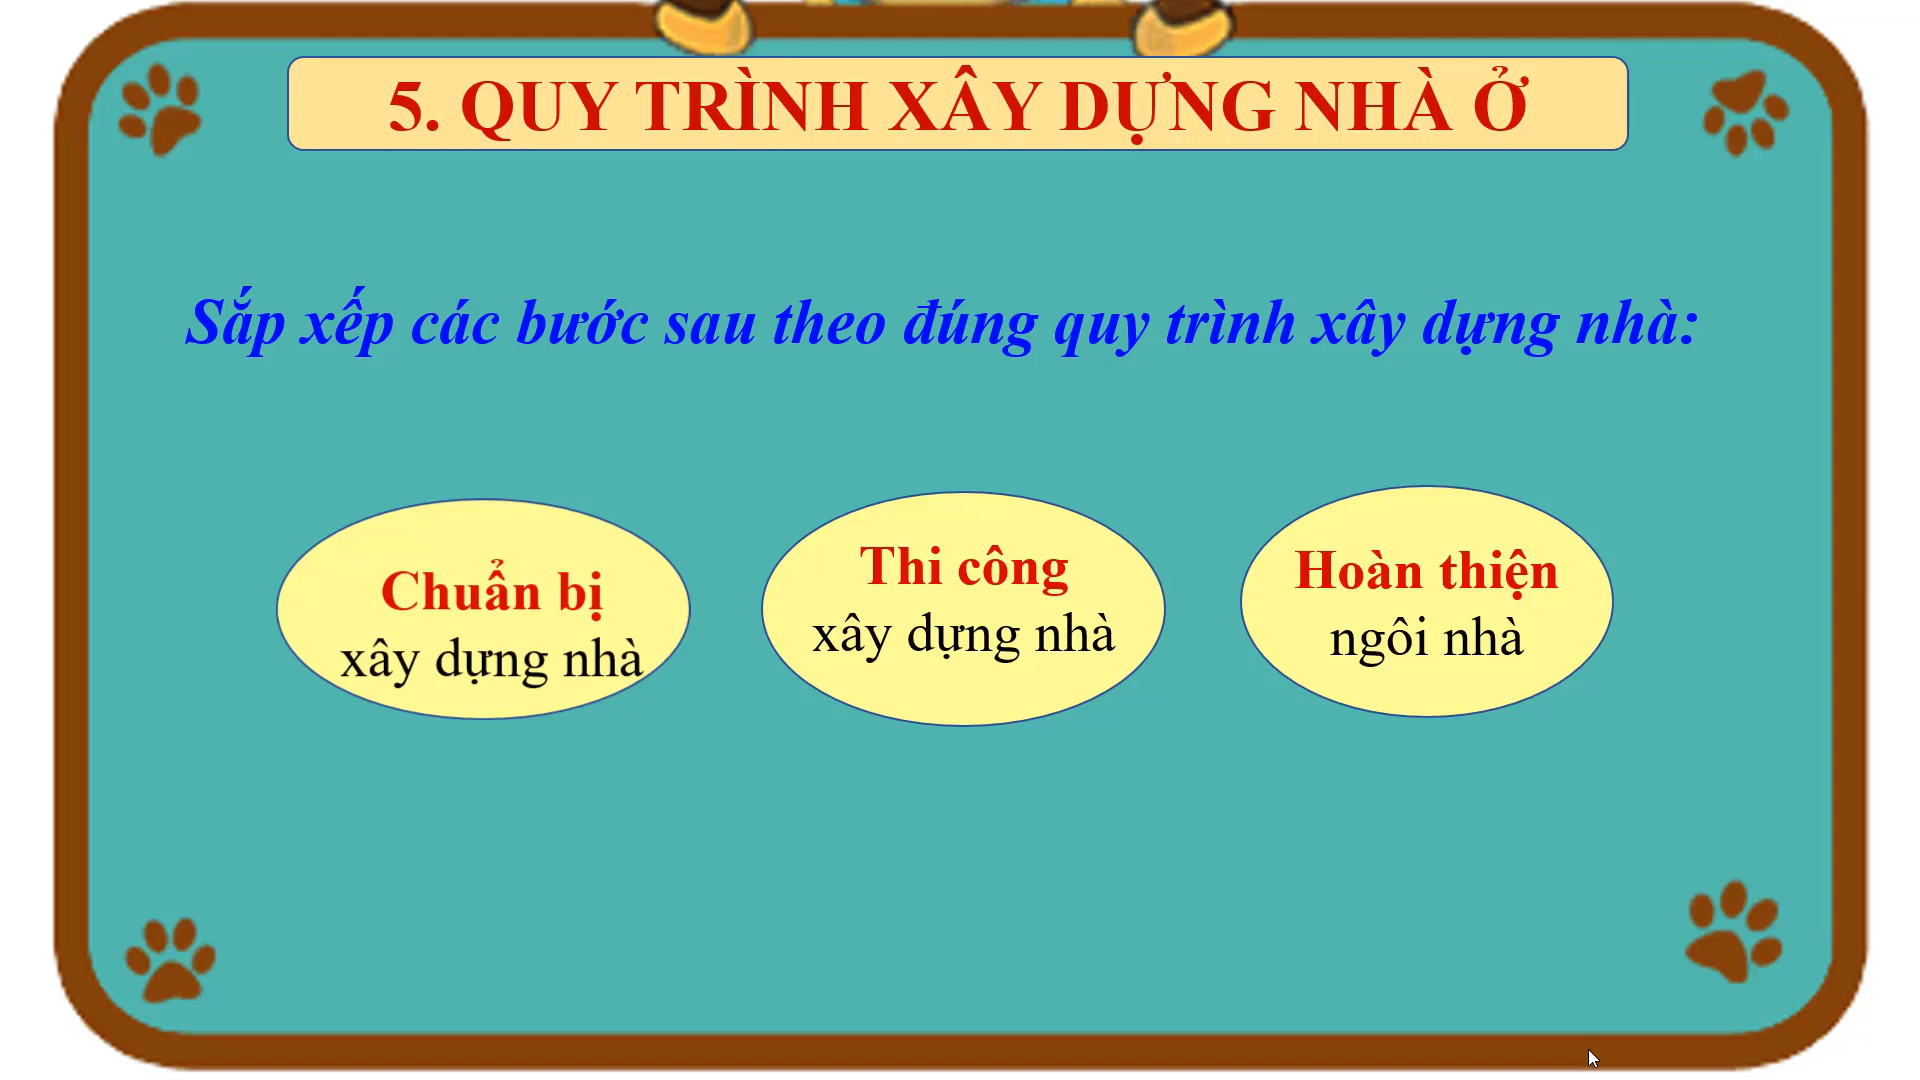 5. QUY TRÌNH XÂY DỰNG NHÀ Ở
Sắp xếp các bước sau theo đúng quy trình xây dựng nhà:
Chuẩn bị
xây dựng nhà
Thi công
xây dựng nhà
Hoàn thiện
ngôi nhà